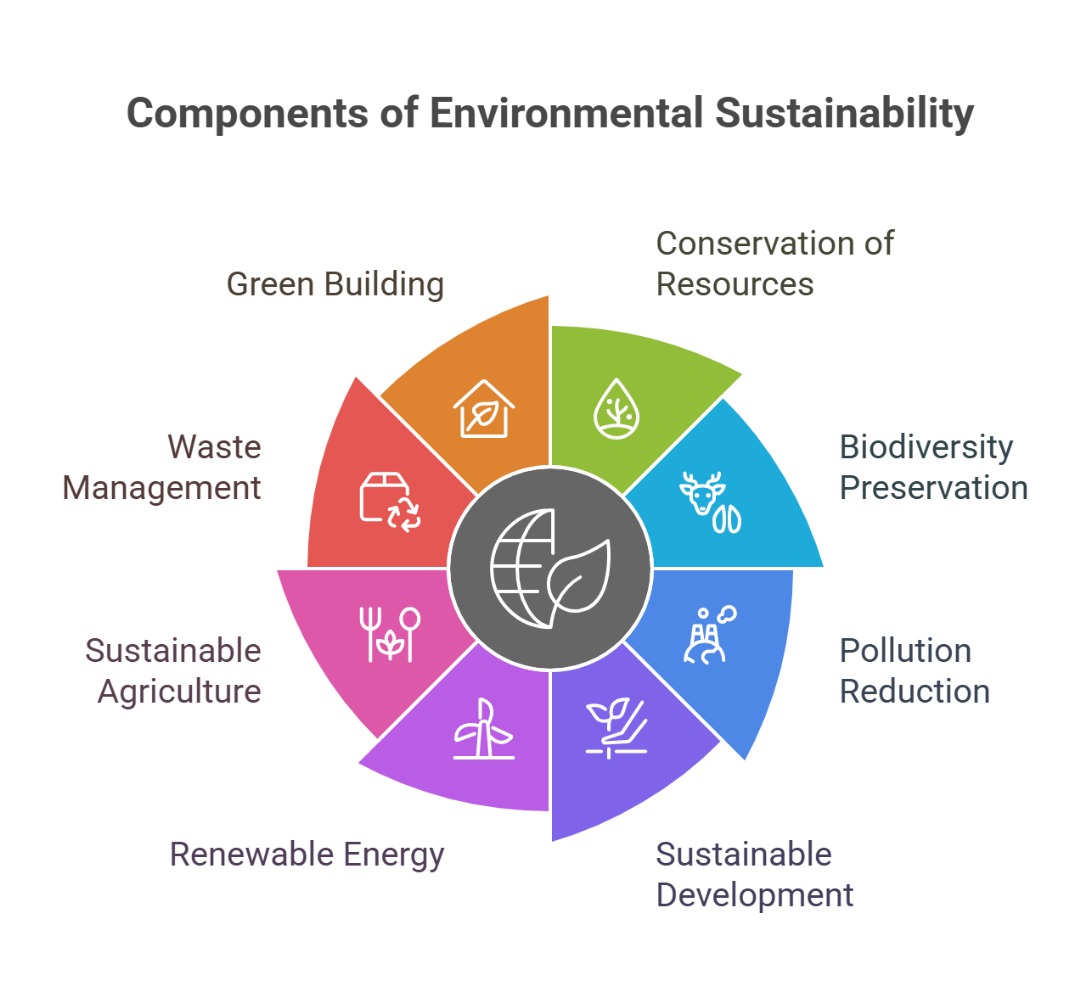 Components of Environmental Sustainability
Conservation of
Resources
Green Building
Biodiversity
Preservation
Waste
Management
Pollution
Reduction
Sustainable
Agriculture
Sustainable
Development
Renewable Energy